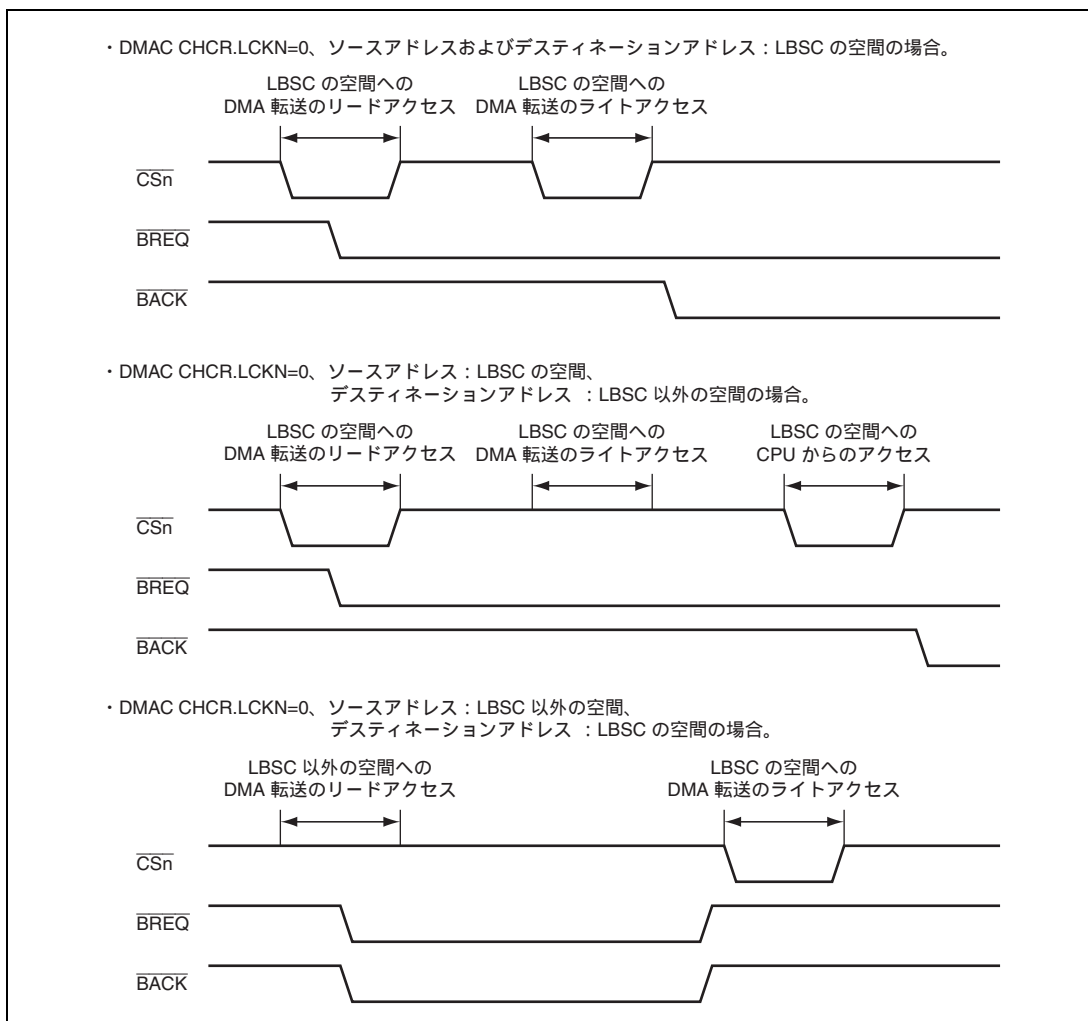 ・DMAC CHCR.LCKN=0、ソースアドレスおよびデスティネーションアドレス：LBSC の空間の場合。
LBSC の空間への
DMA 転送のリードアクセス
LBSC の空間への
DMA 転送のライトアクセス
CSn
BREQ
BACK
・DMAC CHCR.LCKN=0、ソースアドレス：LBSC の空間、
デスティネーションアドレス ：LBSC 以外の空間の場合。
LBSC の空間への
DMA 転送のリードアクセス
LBSC の空間への
DMA 転送のライトアクセス
LBSC の空間への
CPU からのアクセス
CSn
BREQ
BACK
・DMAC CHCR.LCKN=0、ソースアドレス：LBSC 以外の空間、
デスティネーションアドレス ：LBSC の空間の場合。
LBSC 以外の空間への
DMA 転送のリードアクセス
LBSC の空間への
DMA 転送のライトアクセス
CSn
BREQ
BACK